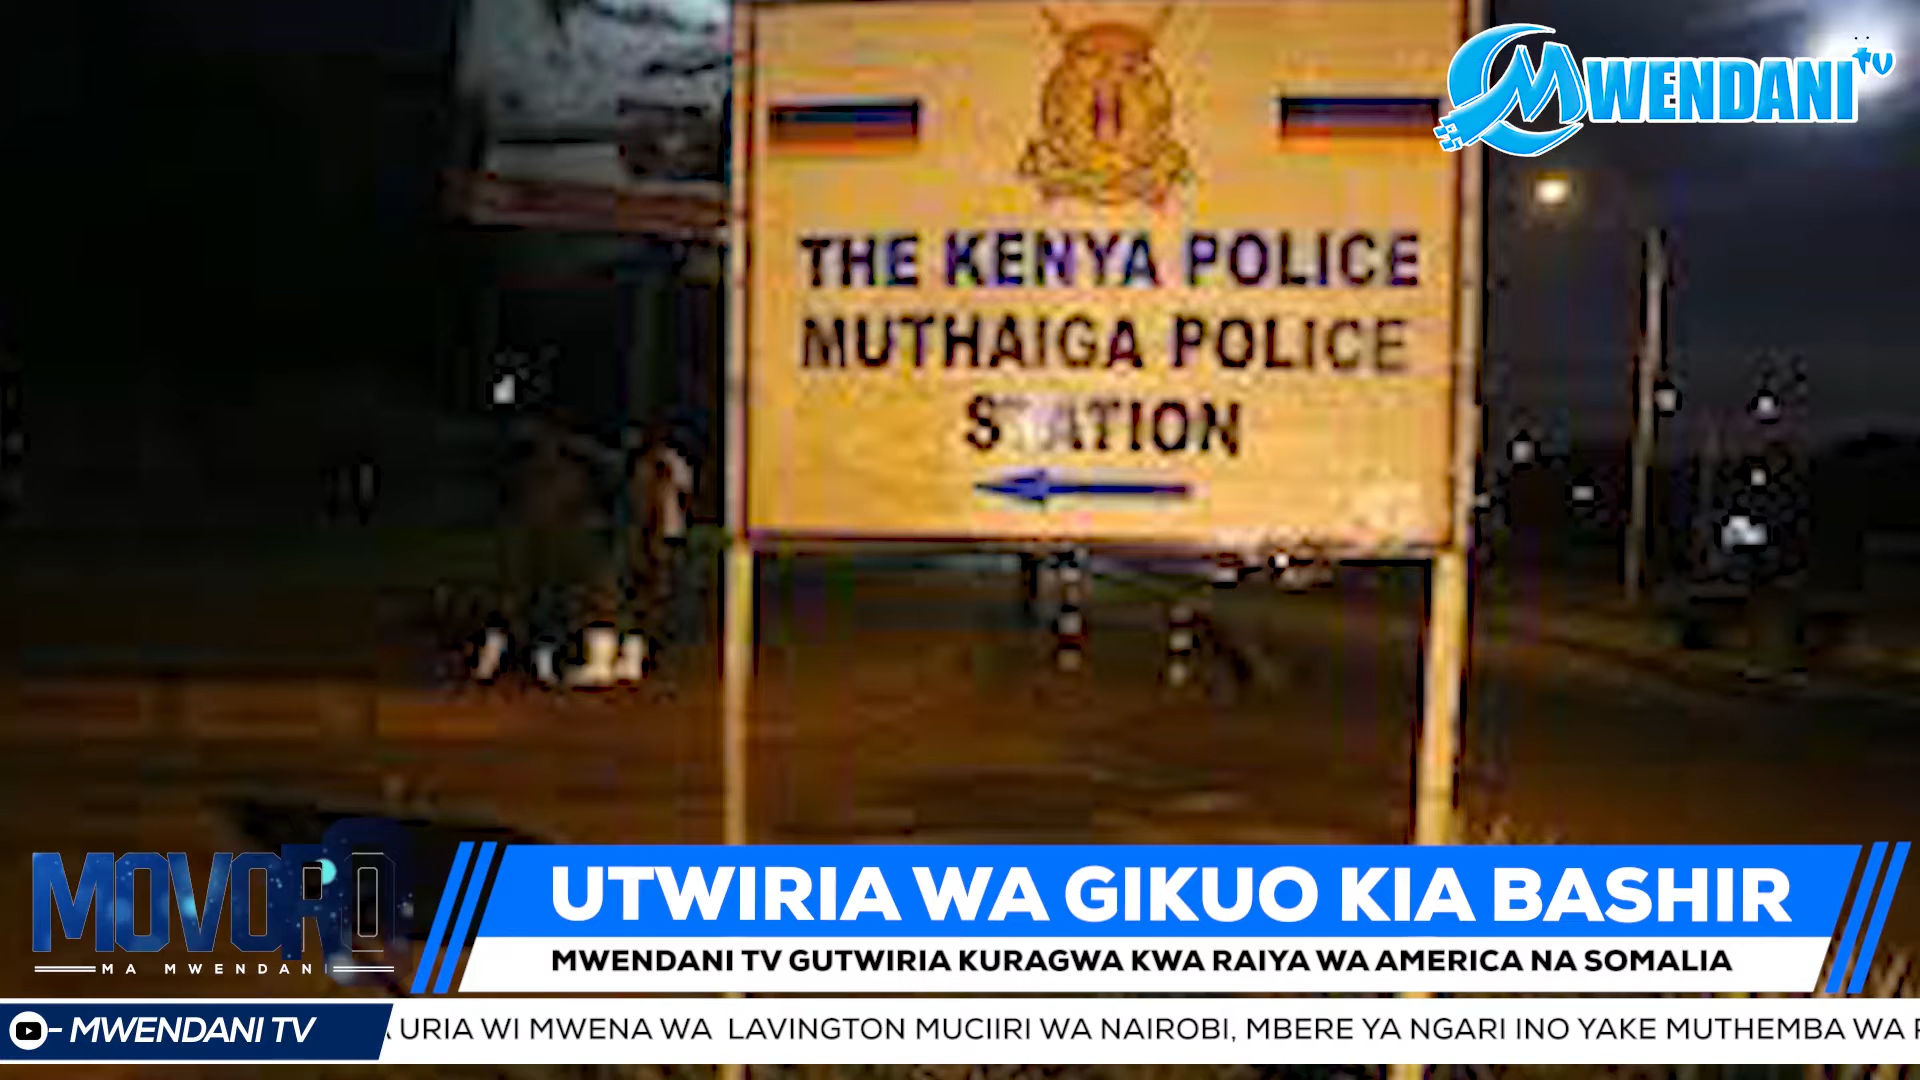 MWENDANI tv
THE KENYA POLICE
MUTHAIGA POLICE
STATION
MOVORO
MA MWENDANI
UTWIRIA WA GIKUO KIA BASHIR
MWENDANI TV GUTWIRIA KURAGWA KWA RAIYA WA AMERICA NA SOMALIA
- MWENDANI TV
URIA WI MWENA WA LAVINGTON MUCIIRI WA NAIROBI, MBERE YA NGARI INO YAKE MUTHEMBA WA